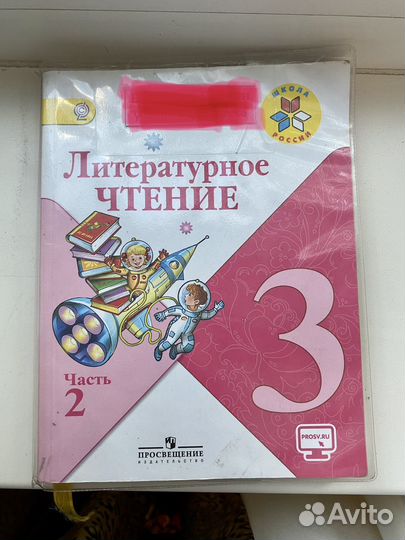 ШКОЛА
РОССИИ
Литературное
ЧТЕНИЕ
3
Часть
2
ПРОСВЕЩЕНИЕ
ИЗДАТЕЛЬСТВО
PROSV.RU
Avito